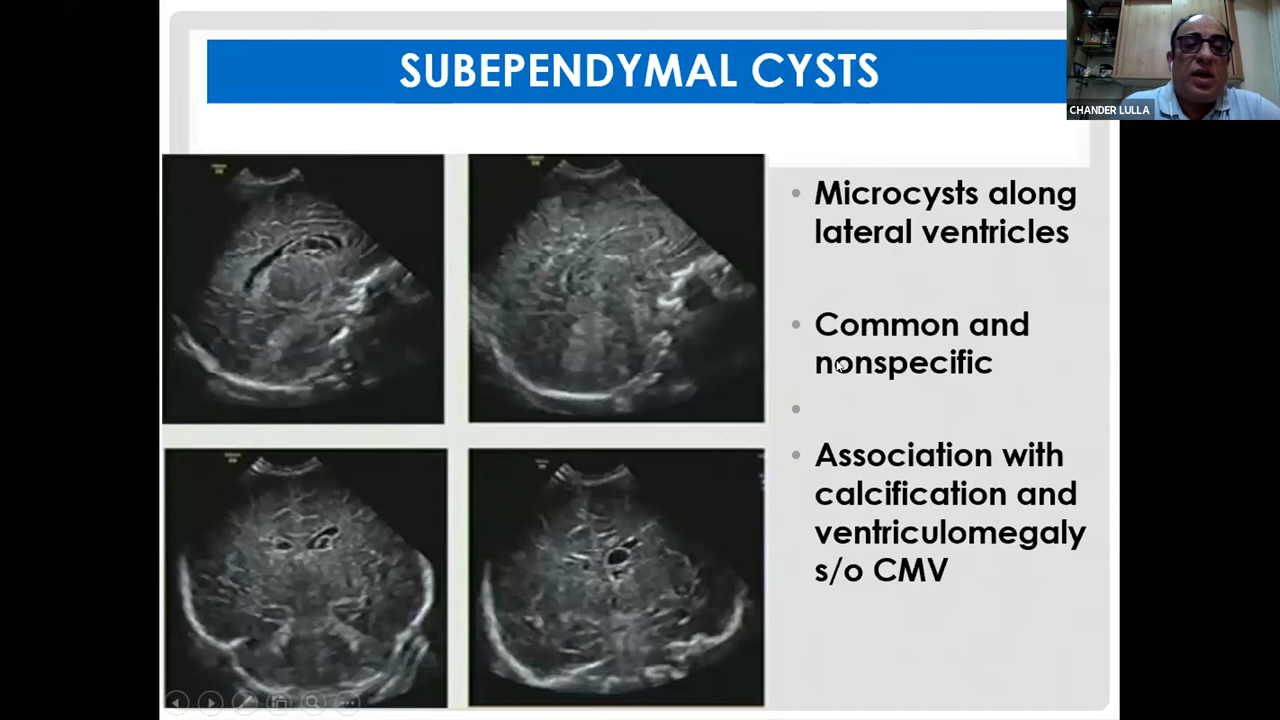 SUBEPENDYMAL CYSTS
CHANDER LULLA
Microcysts along
lateral ventricles
Common and
nonspecific
Association with
calcification and
ventriculomegaly
s/o CMV